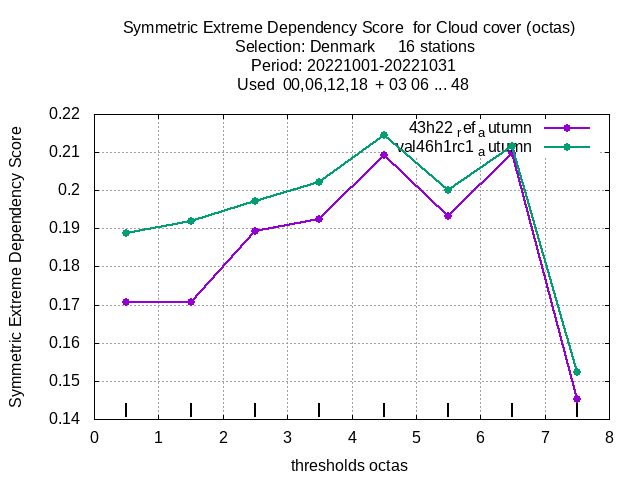 Symmetric Extreme Dependency Score for Cloud cover (octas)
Selection: Denmark 16 stations
Period: 20221001-20221031
Used 00,06,12,18 + 03 06 ... 48
Symmetric Extreme Dependency Score
0.22
0.21
0.2
0.19
0.18
0.17
0.16
0.15
0.14
43h22 ref autumn
val46h1rc1 autumn
0 1 2 3 4 5 6 7 8
thresholds octas